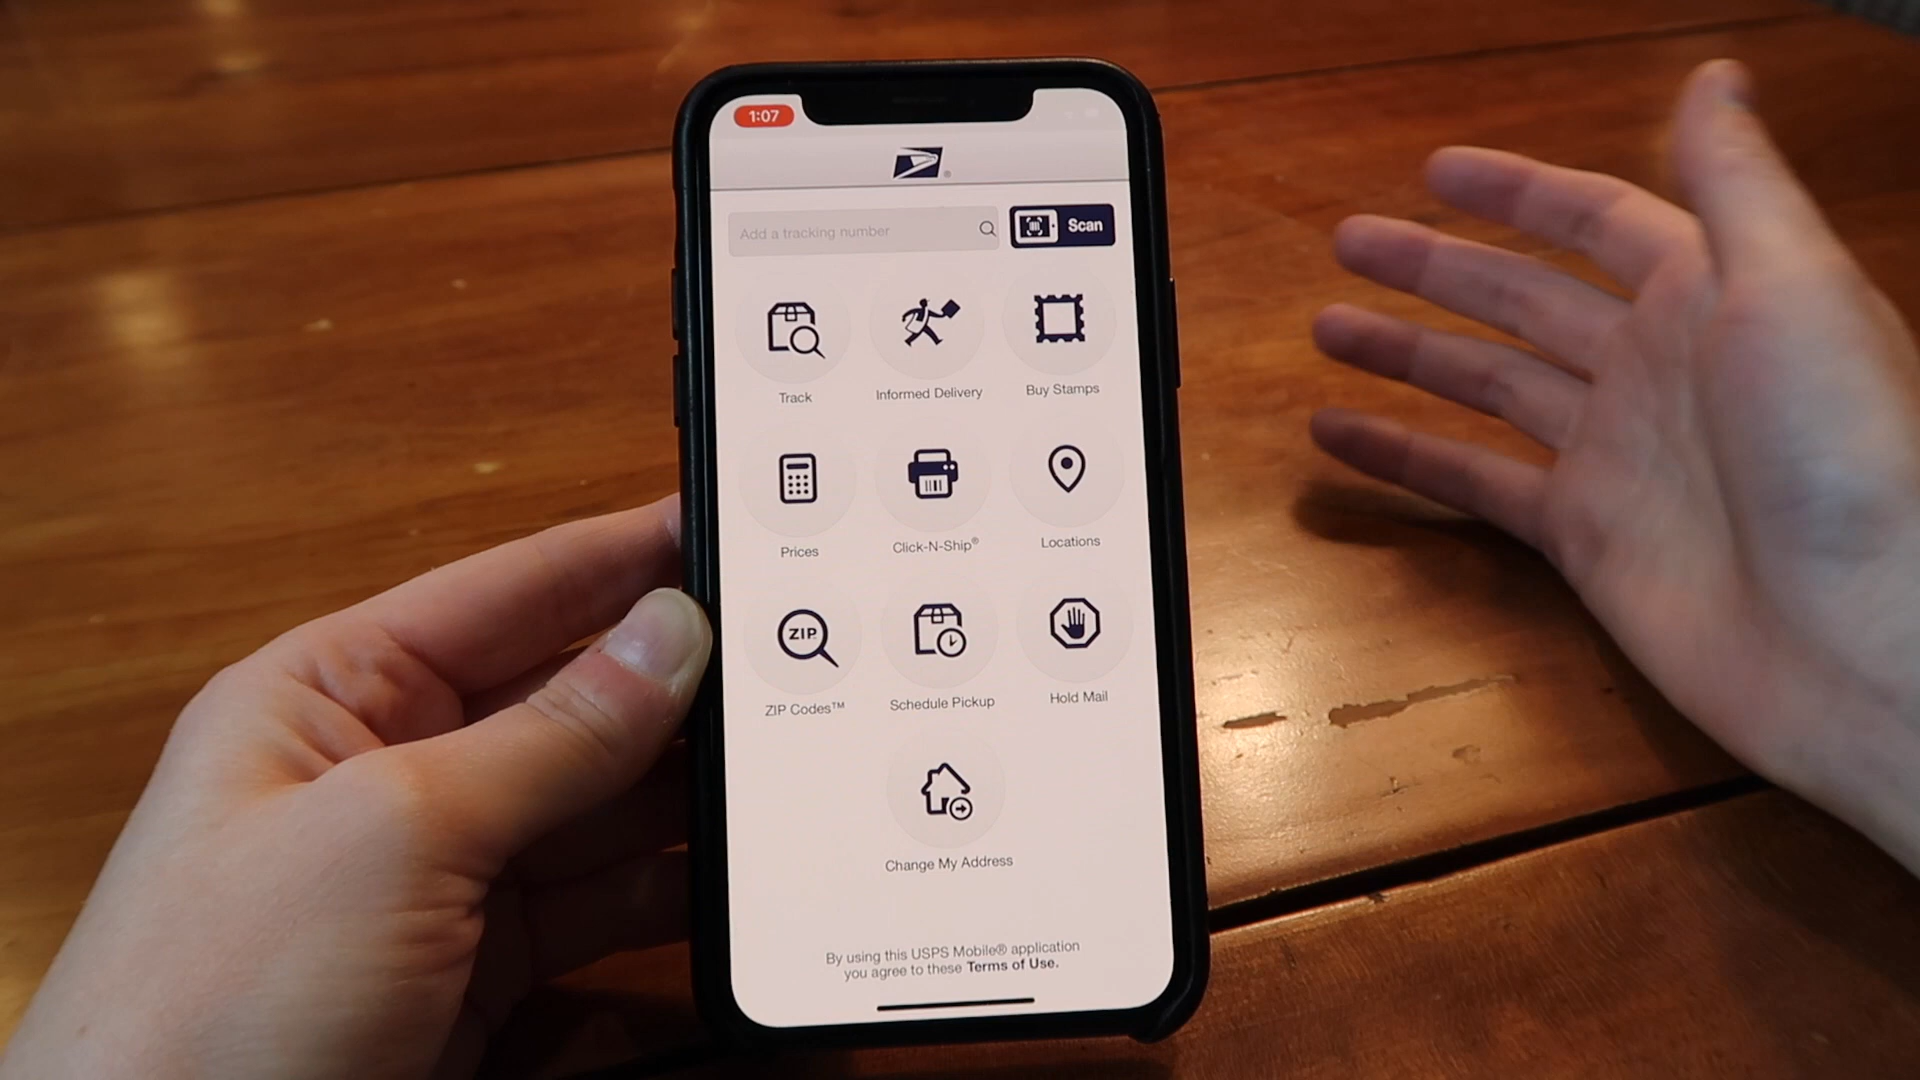 1:07
®
Add a tracking number
Scan
Track
Informed Delivery
Buy Stamps
Prices
Click-N-Ship®
Locations
ZIP
ZIP Codes™
Schedule Pickup
Hold Mail
Change My Address
By using this USPS Mobile® application
you agree to these Terms of Use.